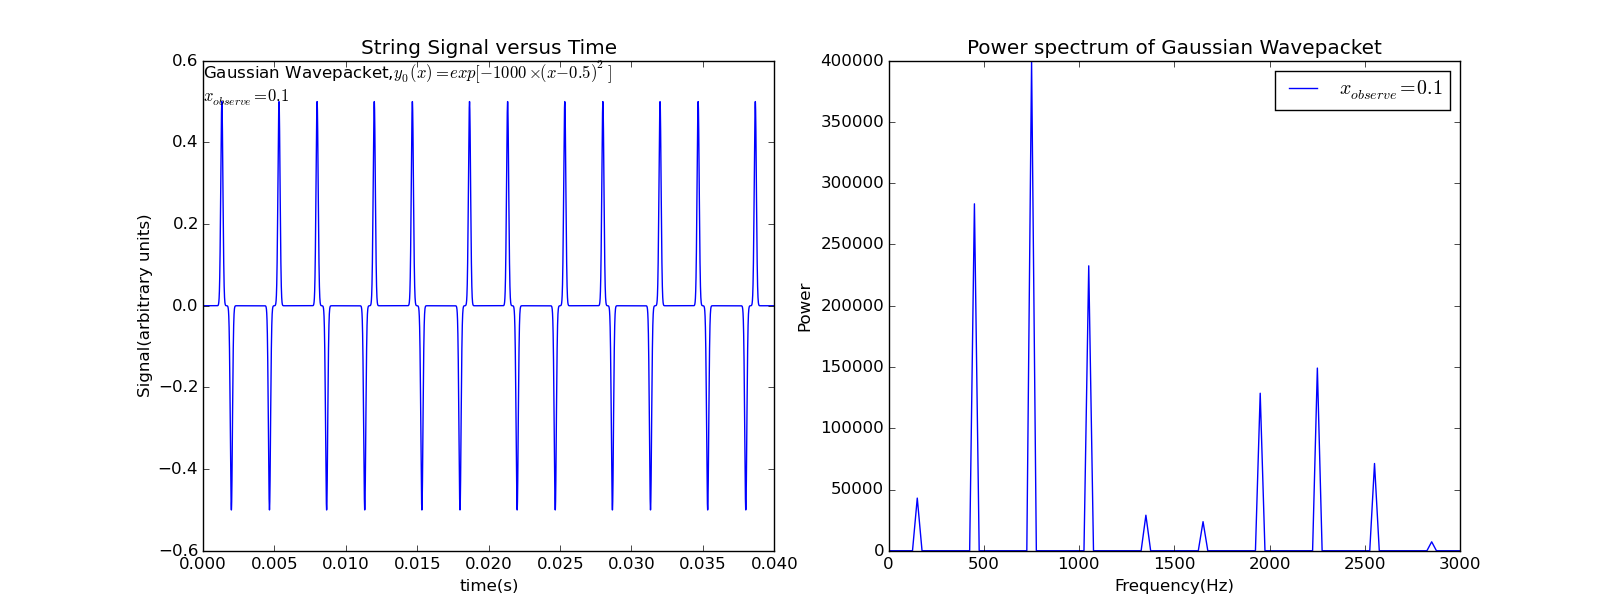 String Signal versus Time
Gaussian Wavepacket,y₀(x)=exp[−1000×(x−0.5)²]
x_observe=0.1
0.6
0.4
0.2
0.0
−0.2
−0.4
−0.6
Signal(arbitrary units)
0.000 0.005 0.010 0.015 0.020 0.025 0.030 0.035 0.040
time(s)
Power spectrum of Gaussian Wavepacket
x_observe=0.1
400000
350000
300000
250000
200000
150000
100000
50000
0
Power
0 500 1000 1500 2000 2500 3000
Frequency(Hz)